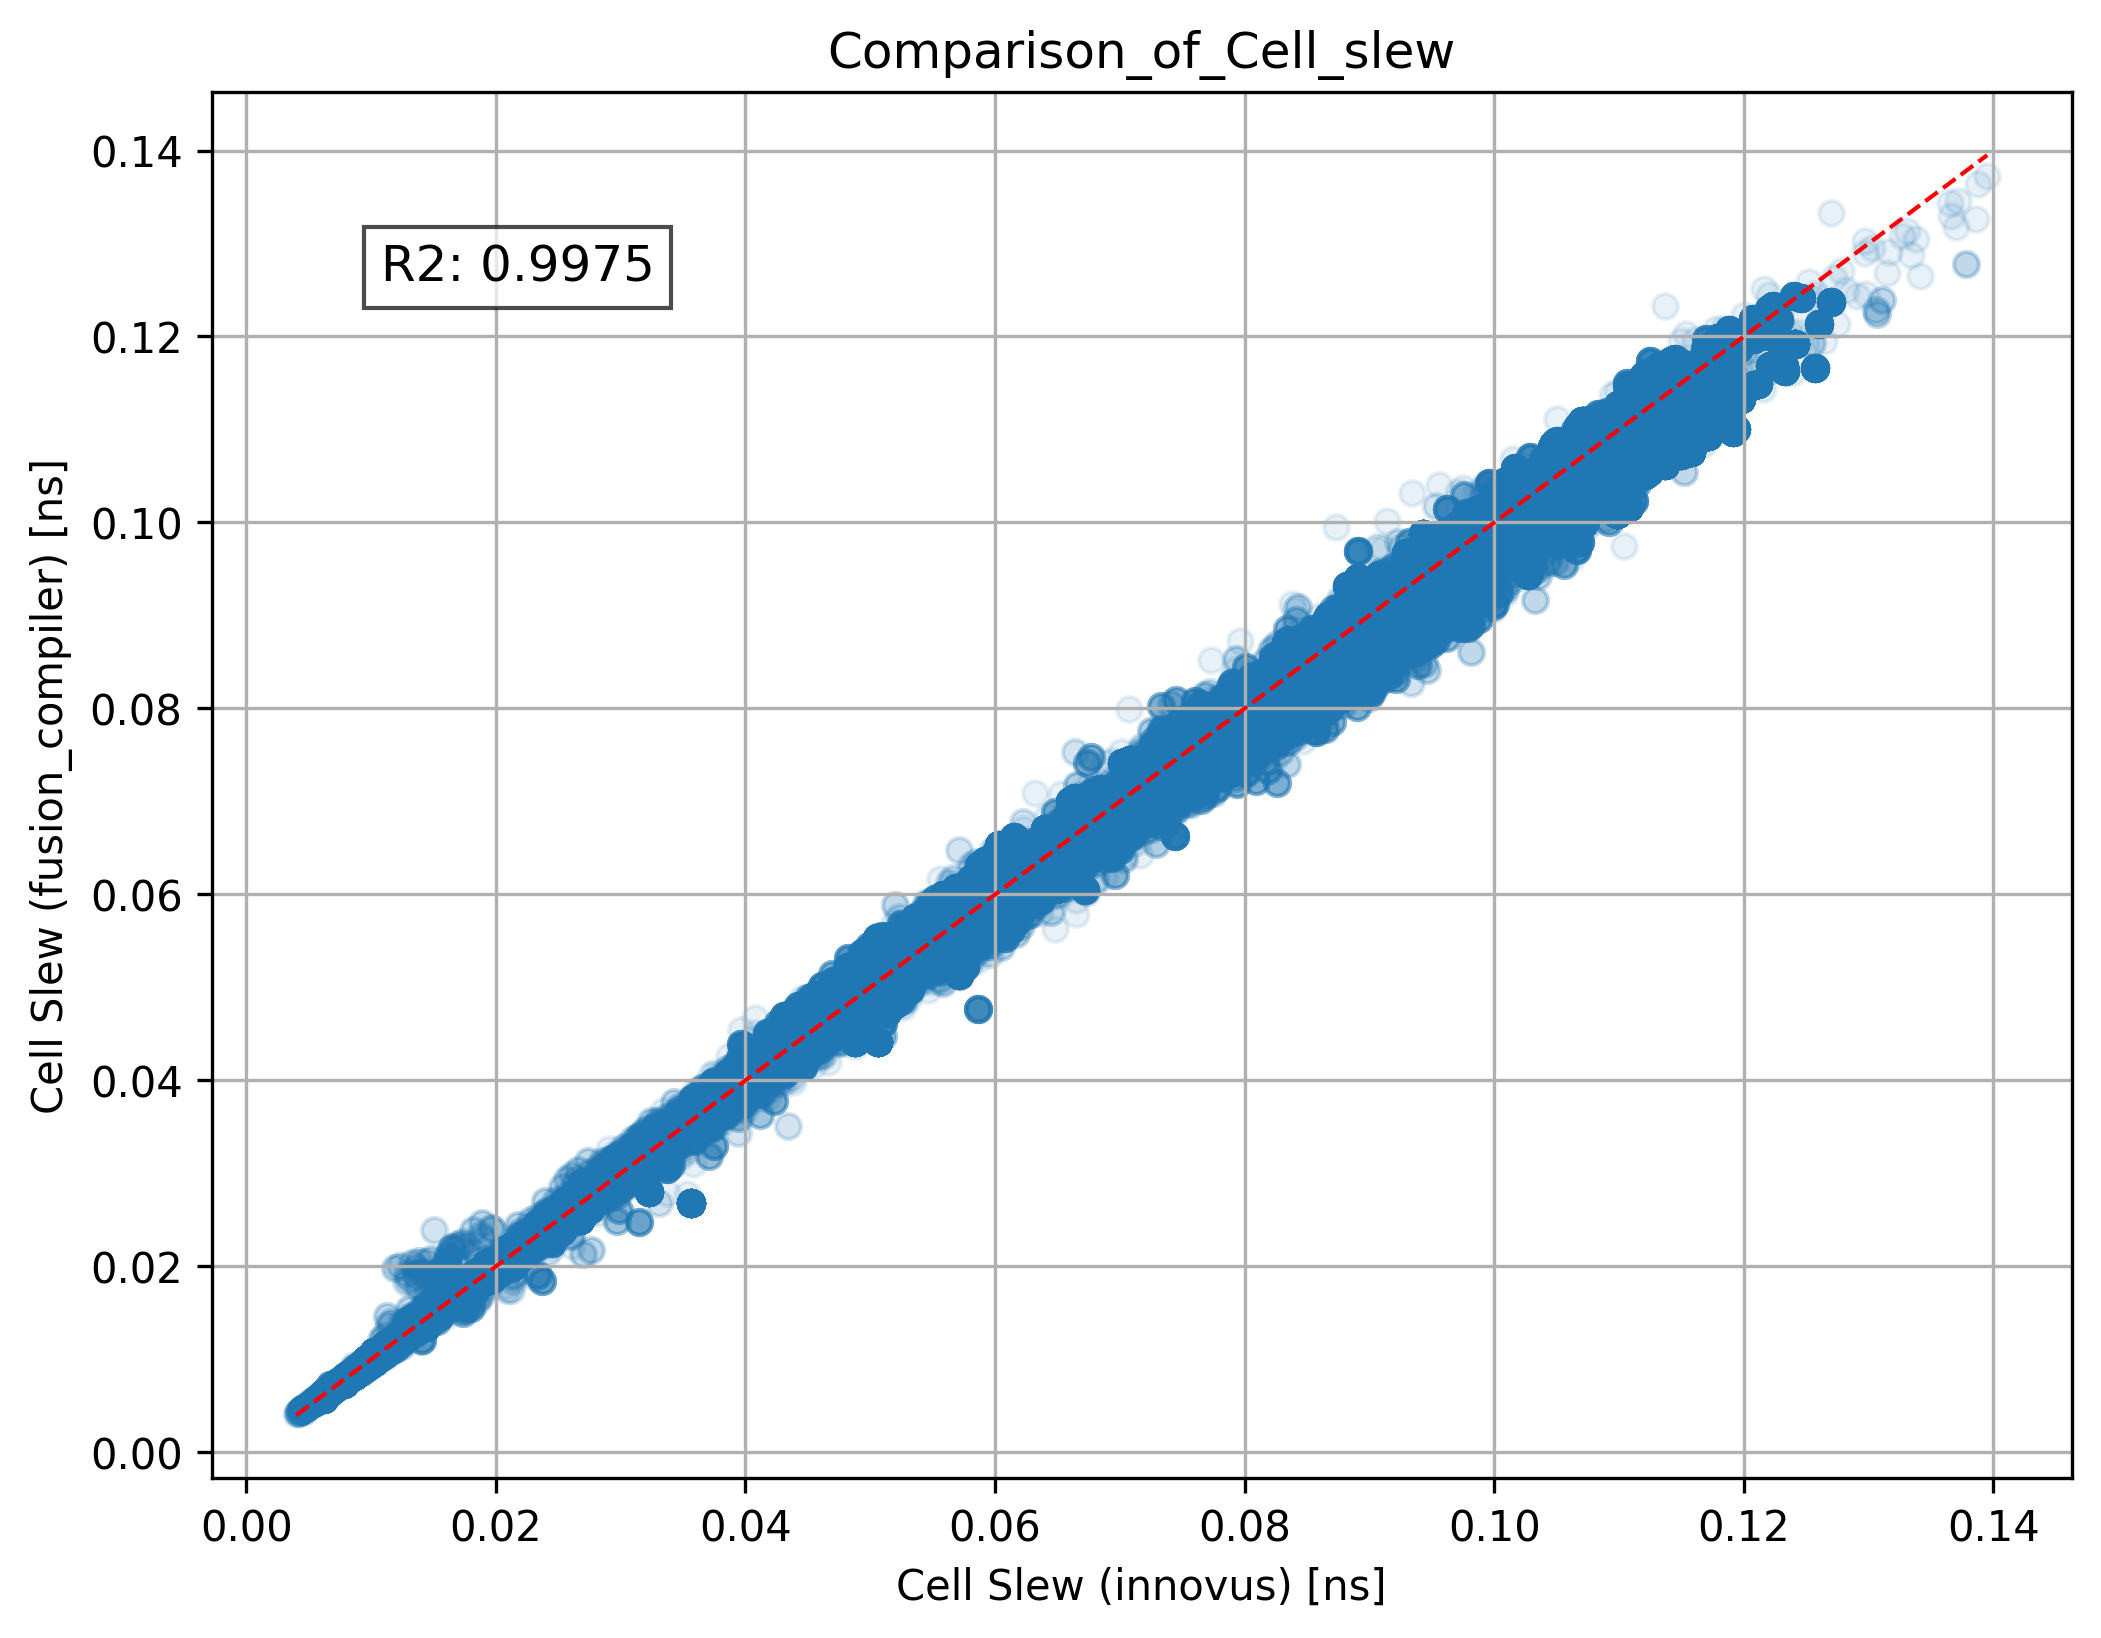 Comparison_of_Cell_slew
R2: 0.9975
Cell Slew (fusion_compiler) [ns]
0.14
0.12
0.10
0.08
0.06
0.04
0.02
0.00
0.00 0.02 0.04 0.06 0.08 0.10 0.12 0.14
Cell Slew (innovus) [ns]